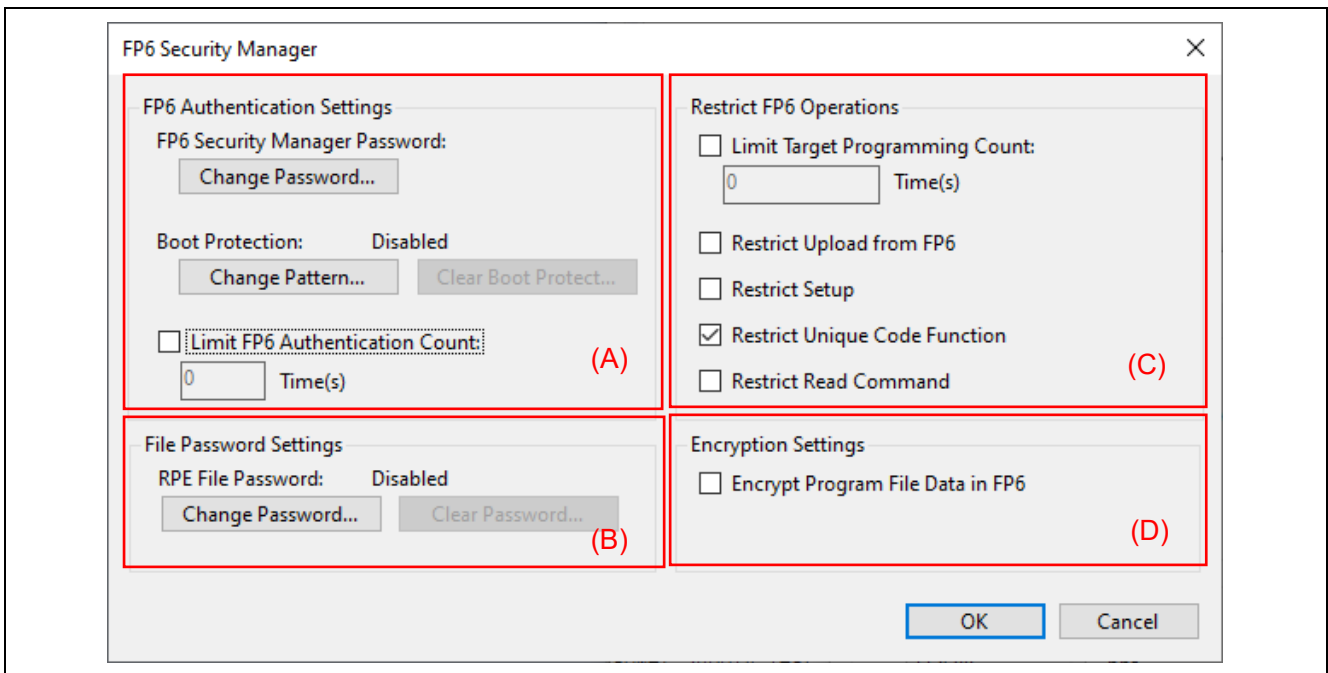 FP6 Security Manager
FP6 Authentication Settings
FP6 Security Manager Password:
Change Password...
Boot Protection: Disabled
Change Pattern... Clear Boot Protect...
Limit FP6 Authentication Count:
0 Time(s)
(A)
File Password Settings
RPE File Password: Disabled
Change Password... Clear Password...
(B)
Restrict FP6 Operations
Limit Target Programming Count:
0 Time(s)
Restrict Upload from FP6
Restrict Setup
Restrict Unique Code Function
(C)
Restrict Read Command
Encryption Settings
Encrypt Program File Data in FP6
(D)
OK Cancel